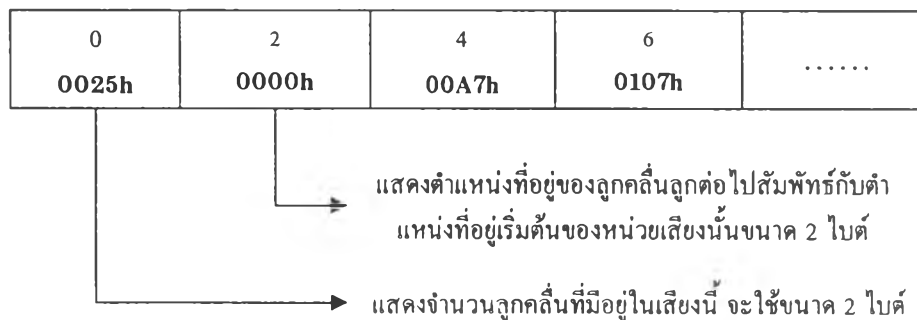 0 2 4 6
0025h 0000h 00A7h 0107h ......
แสดงตำแหน่งที่อยู่ของลูกคลื่นลูกต่อไปสัมพัทธ์กับตำ
แหน่งที่อยู่เริ่มต้นของหน่วยเสียงนั้นขนาด 2 ไบต์
แสดงจำนวนลูกคลื่นที่มีอยู่ในเสียงนี้ จะใช้ขนาด 2 ไบต์